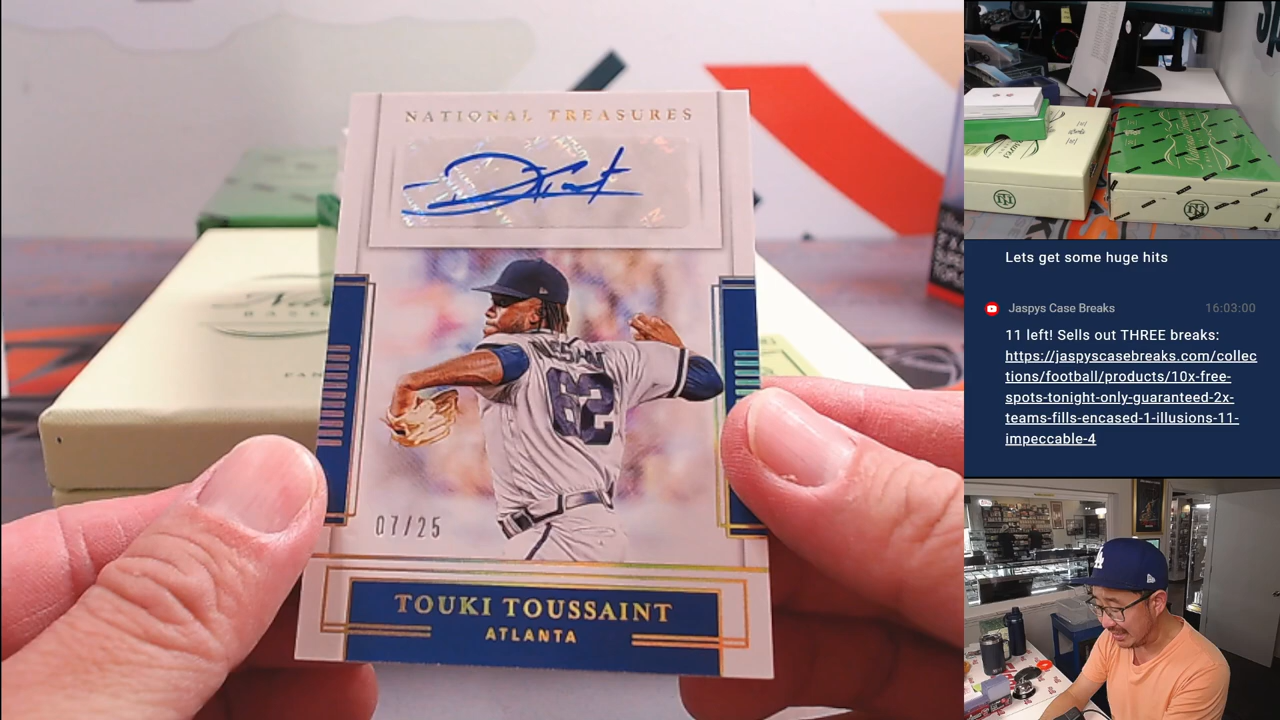 NATIONAL TREASURES
62
07/25
TOUKI TOUSSAINT
ATLANTA
Lets get some huge hits
Jaspys Case Breaks 16:03:00
11 left! Sells out THREE breaks:
https://jaspyscasebreaks.com/collec
tions/football/products/10x-free-
spots-tonight-only-guaranteed-2x-
teams-fills-encased-1-illusions-11-
impeccable-4